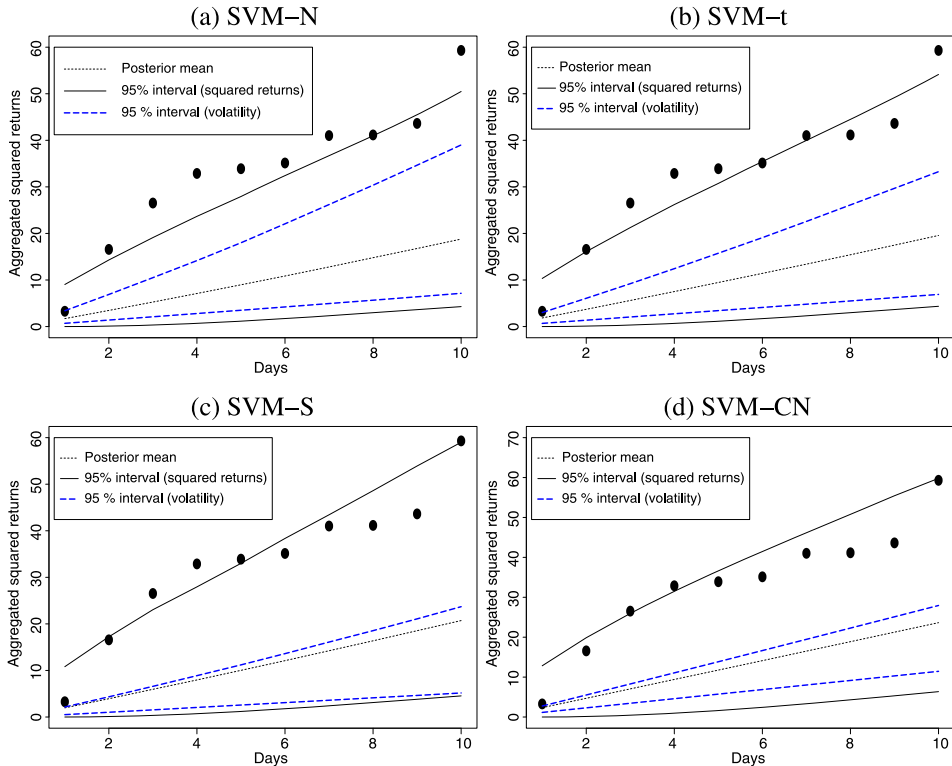 (a) SVM–N
Aggregated squared returns
60
50
40
30
20
10
0
Posterior mean
95% interval (squared returns)
95 % interval (volatility)
2 4 6 8 10
Days
(b) SVM–t
Aggregated squared returns
60
50
40
30
20
10
0
Posterior mean
95% interval (squared returns)
95 % interval (volatility)
2 4 6 8 10
Days
(c) SVM–S
Aggregated squared returns
60
50
40
30
20
10
0
Posterior mean
95% interval (squared returns)
95 % interval (volatility)
2 4 6 8 10
Days
(d) SVM–CN
Aggregated squared returns
70
60
50
40
30
20
10
0
Posterior mean
95% interval (squared returns)
95 % interval (volatility)
2 4 6 8 10
Days